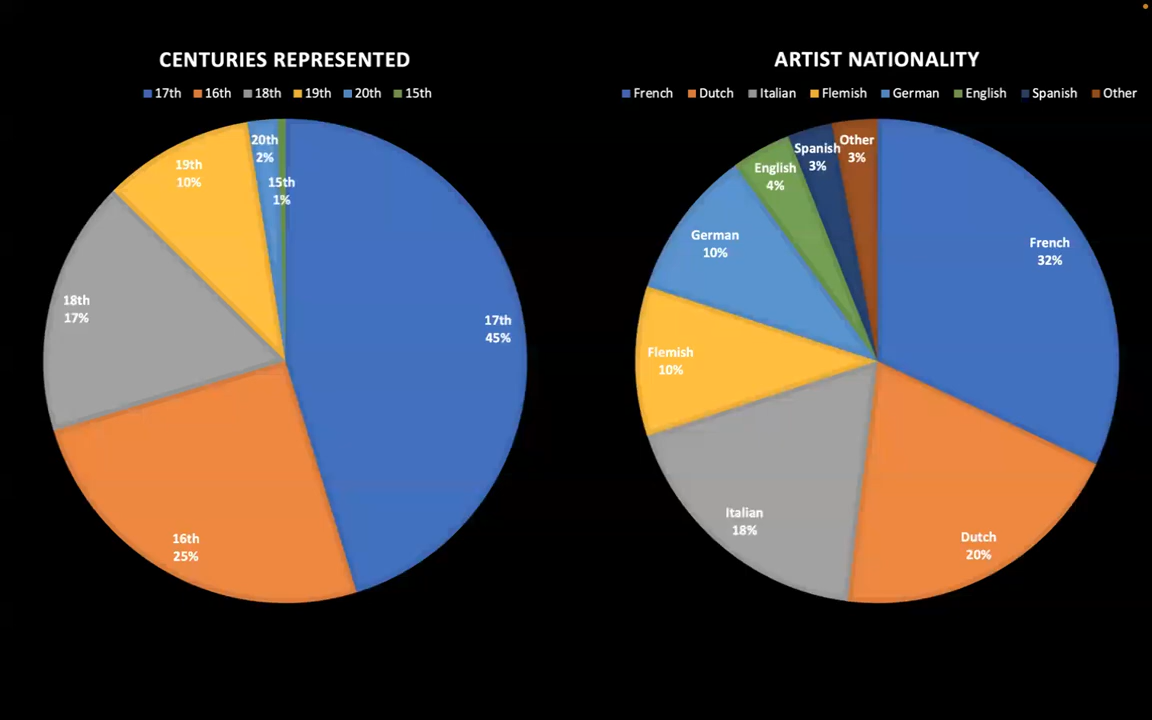 CENTURIES REPRESENTED
17th 16th 18th 19th 20th 15th
20th
2%
19th
10%
15th
1%
18th
17%
17th
45%
16th
25%
ARTIST NATIONALITY
French Dutch Italian Flemish German English Spanish Other
Other
3%
Spanish
3%
English
4%
German
10%
French
32%
Flemish
10%
Italian
18%
Dutch
20%